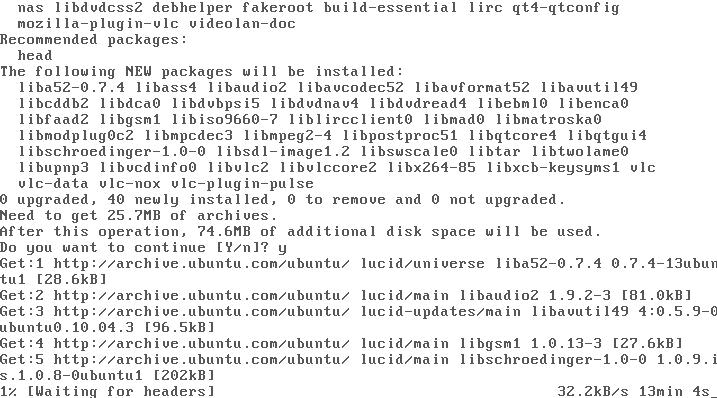 nas libdvdcss2 debhelper fakeroot build-essential lirc qt4-qtconfig
mozilla-plugin-vlc videolan-doc
Recommended packages:
head
The following NEW packages will be installed:
liba52-0.7.4 libass4 libaudio2 libavcodec52 libavformat52 libavutil49
libcddb2 libdca0 libdvbpsi5 libdvdnav4 libdvdread4 libebml0 libenca0
libfaad2 libgsm1 libiso9660-7 liblircclient0 libmad0 libmatroska0
libmodplug0c2 libmpcdec3 libmpeg2-4 libpostproc51 libqtcore4 libqtgui4
libschroedinger-1.0-0 libsdl-image1.2 libswscale0 libtar libtwolame0
libupnp3 libvcdinfo0 libvlc2 libvlccore2 libx264-85 libxcb-keysyms1 vlc
vlc-data vlc-nox vlc-plugin-pulse
0 upgraded, 40 newly installed, 0 to remove and 0 not upgraded.
Need to get 25.7MB of archives.
After this operation, 74.6MB of additional disk space will be used.
Do you want to continue [Y/n]? y
Get:1 http://archive.ubuntu.com/ubuntu/ lucid/universe liba52-0.7.4 0.7.4-13ubun
tu1 [28.6kB]
Get:2 http://archive.ubuntu.com/ubuntu/ lucid/main libaudio2 1.9.2-3 [81.0kB]
Get:3 http://archive.ubuntu.com/ubuntu/ lucid-updates/main libavutil49 4:0.5.9-0
ubuntu0.10.04.3 [96.5kB]
Get:4 http://archive.ubuntu.com/ubuntu/ lucid/main libgsm1 1.0.13-3 [27.6kB]
Get:5 http://archive.ubuntu.com/ubuntu/ lucid/main libschroedinger-1.0-0 1.0.9.i
s.1.0.8-0ubuntu1 [202kB]
1% [Waiting for headers] 32.2kB/s 13min 4s_